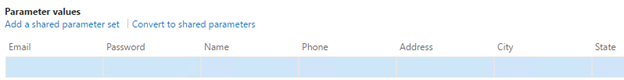 Parameter values
Add a shared parameter set | Convert to shared parameters
Email Password Name Phone Address City State